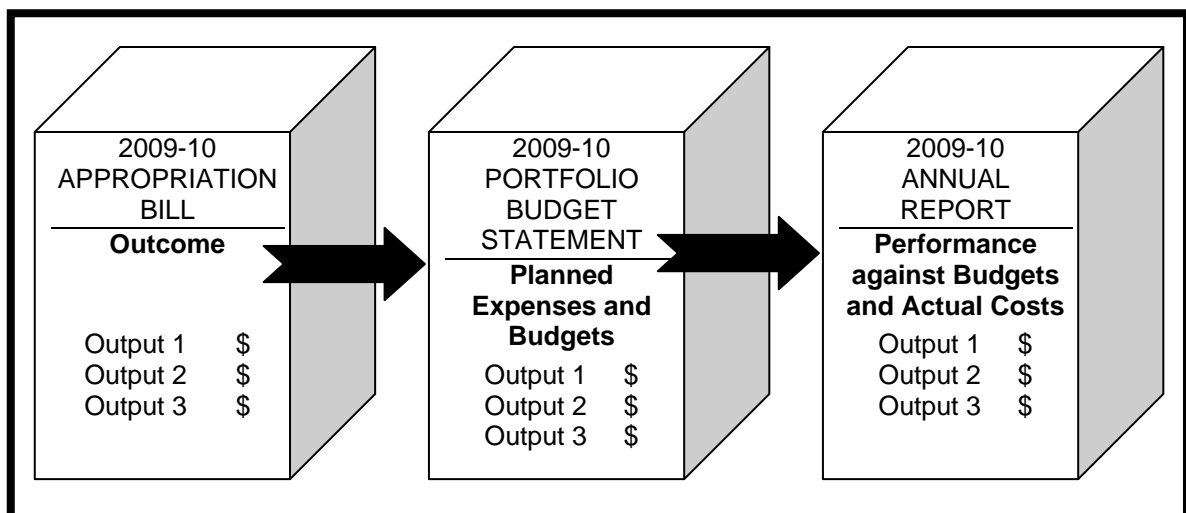 2009-10
APPROPRIATION
BILL
Outcome
Output 1 $
Output 2 $
Output 3 $
2009-10
PORTFOLIO
BUDGET
STATEMENT
Planned
Expenses and
Budgets
Output 1 $
Output 2 $
Output 3 $
2009-10
ANNUAL
REPORT
Performance
against Budgets
and Actual Costs
Output 1 $
Output 2 $
Output 3 $